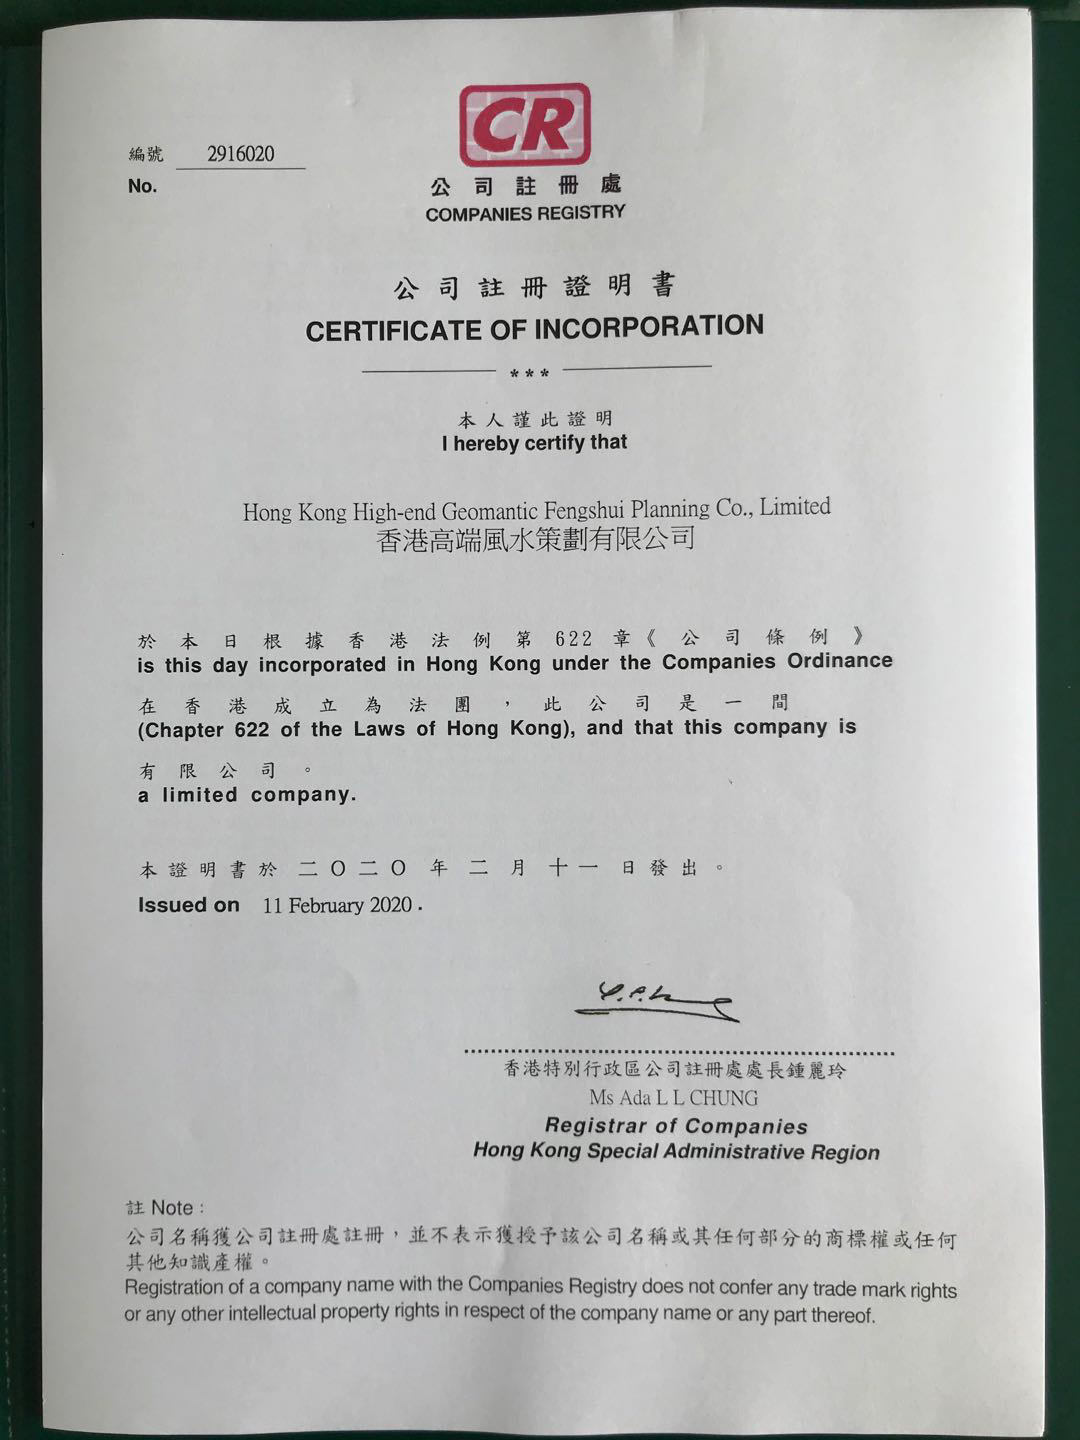 CR
編號 2916020
No.
公司註冊處
COMPANIES REGISTRY
公司註冊證明書
CERTIFICATE OF INCORPORATION
***
本人謹此證明
I hereby certify that
Hong Kong High-end Geomantic Fengshui Planning Co., Limited
香港高端風水策劃有限公司
於本日根據香港法例第622章《公司條例》
is this day incorporated in Hong Kong under the Companies Ordinance
在香港成立為法團，此公司是一間
(Chapter 622 of the Laws of Hong Kong), and that this company is
有限公司。
a limited company.
本證明書於二〇二〇年二月十一日發出。
Issued on 11 February 2020.
香港特別行政區公司註冊處處長鍾麗玲
Ms Ada L L CHUNG
Registrar of Companies
Hong Kong Special Administrative Region
註 Note :
公司名稱獲公司註冊處註冊，並不表示獲授予該公司名稱或其任何部分的商標權或任何
其他知識產權。
Registration of a company name with the Companies Registry does not confer any trade mark rights
or any other intellectual property rights in respect of the company name or any part thereof.